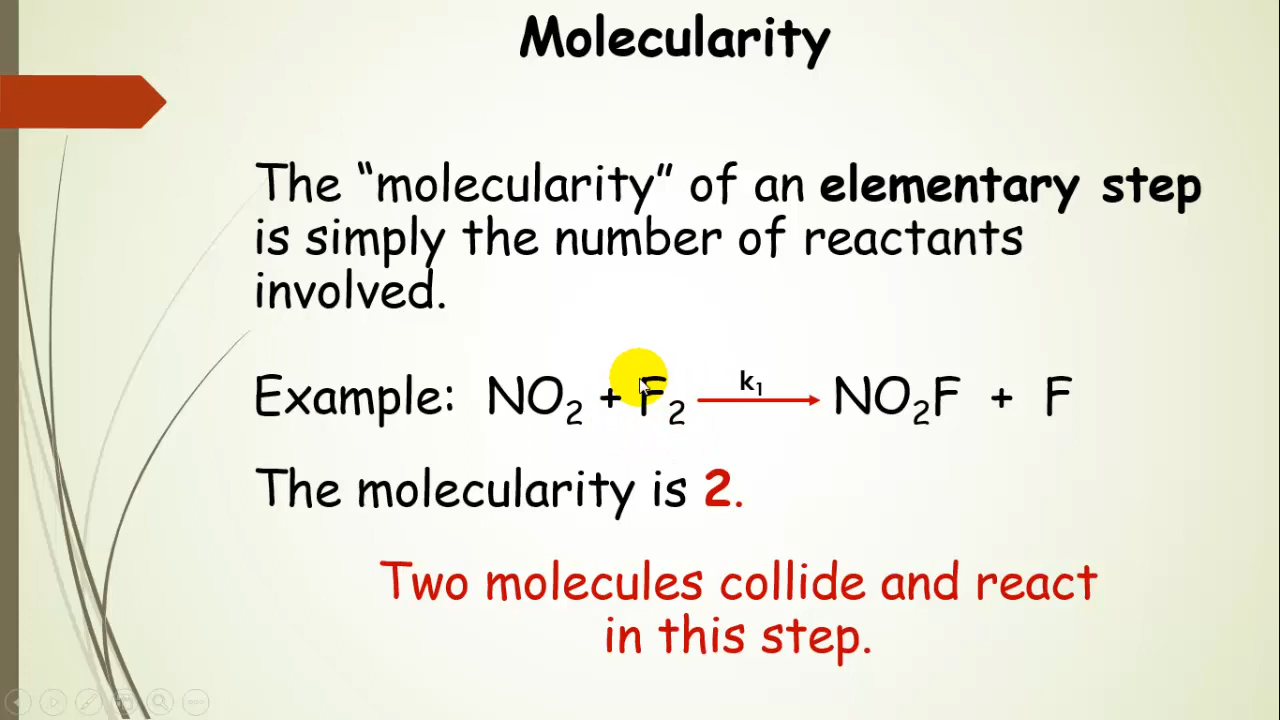 Molecularity
The “molecularity” of an elementary step
is simply the number of reactants
involved.
Example: NO₂ + F₂ k₁ NO₂F + F
The molecularity is 2.
Two molecules collide and react
in this step.